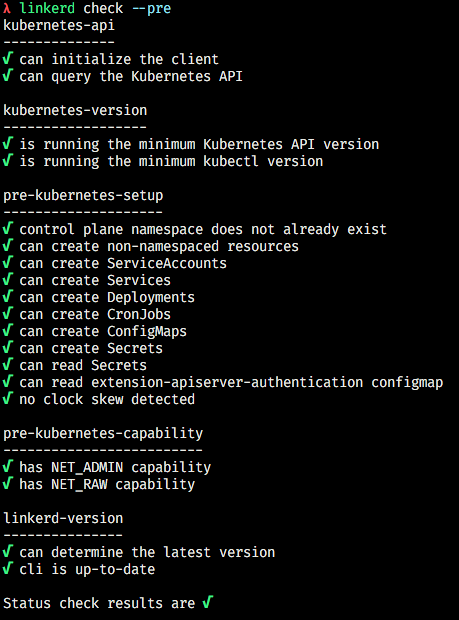 λ linkerd check --pre
kubernetes-api
--------------
√ can initialize the client
√ can query the Kubernetes API

kubernetes-version
------------------
√ is running the minimum Kubernetes API version
√ is running the minimum kubectl version

pre-kubernetes-setup
--------------------
√ control plane namespace does not already exist
√ can create non-namespaced resources
√ can create ServiceAccounts
√ can create Services
√ can create Deployments
√ can create CronJobs
√ can create ConfigMaps
√ can create Secrets
√ can read Secrets
√ can read extension-apiserver-authentication configmap
√ no clock skew detected

pre-kubernetes-capability
-------------------------
√ has NET_ADMIN capability
√ has NET_RAW capability

linkerd-version
---------------
√ can determine the latest version
√ cli is up-to-date

Status check results are √